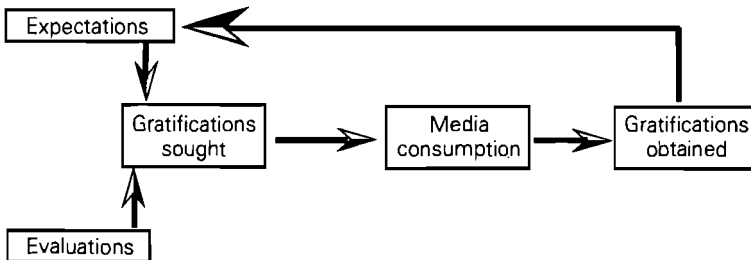 Expectations
Gratifications
sought
Media
consumption
Gratifications
obtained
Evaluations